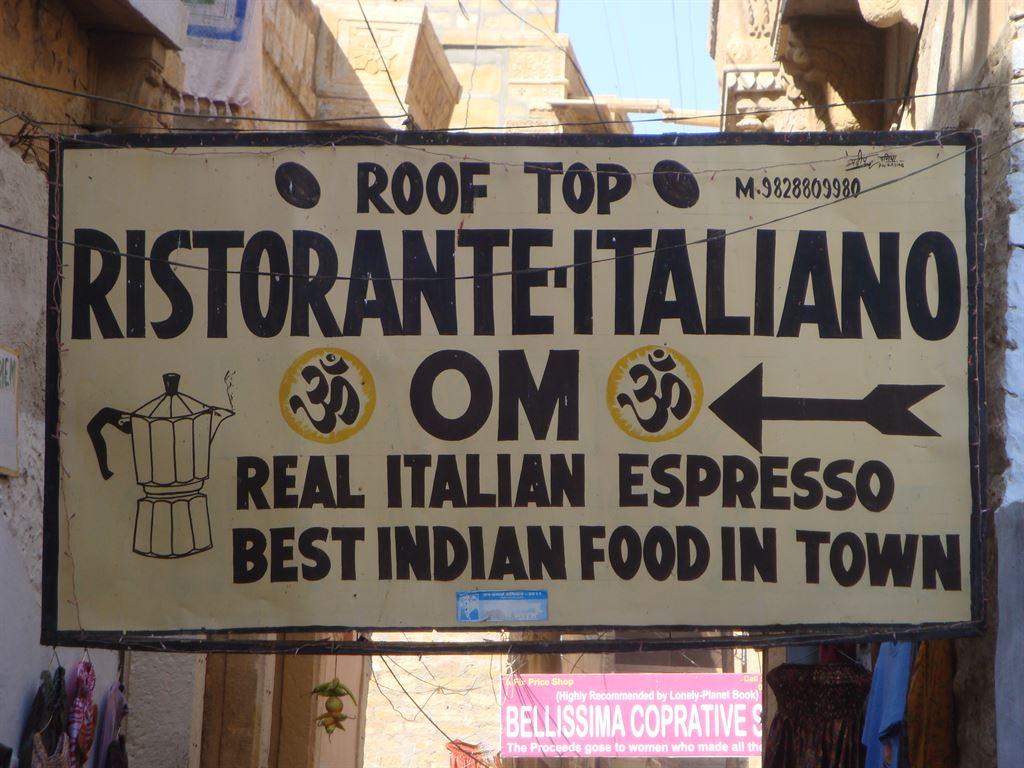 ROOF TOP
M.9828809980
RISTORANTE-ITALIANO
ॐ OM ॐ
REAL ITALIAN ESPRESSO
BEST INDIAN FOOD IN TOWN
A Fix Price Shop
(Highly Recommended by Lonely-Planet Book)
BELLISSIMA COPRATIVE S
The Proceeds gose to women who made all the